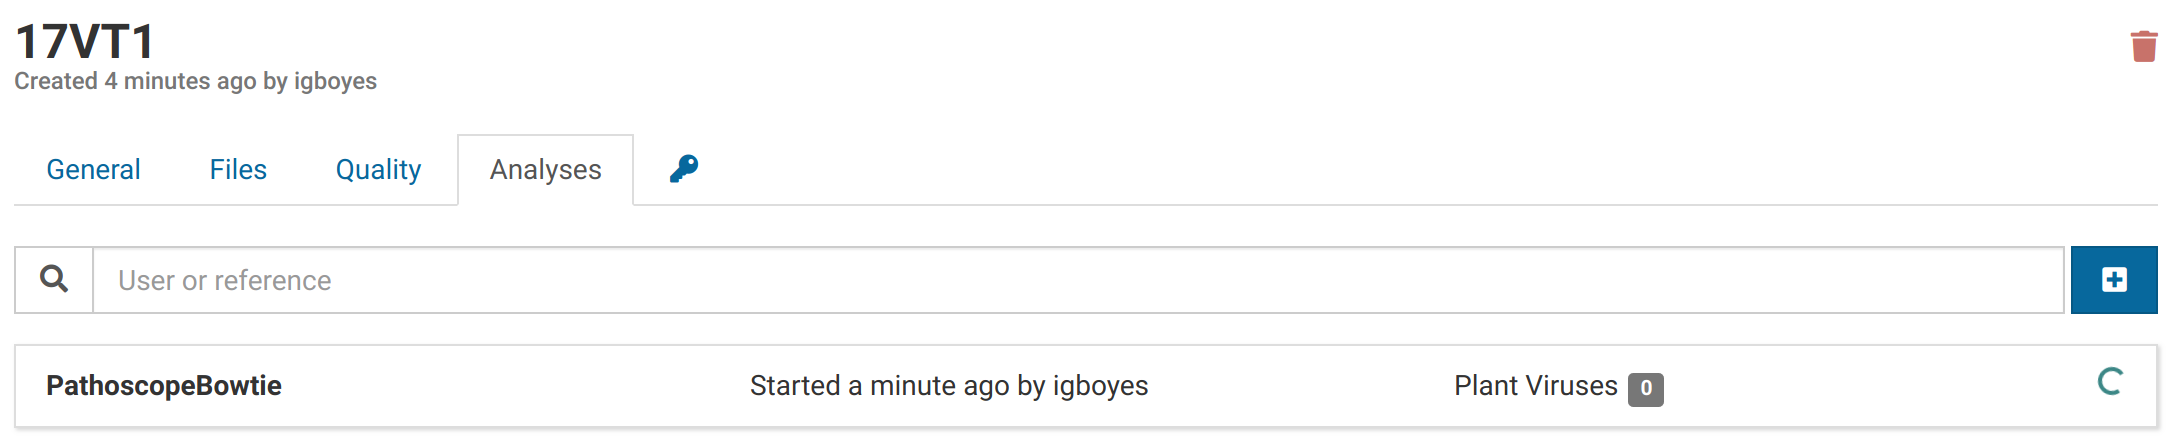 17VT1
Created 4 minutes ago by igboyes
General Files Quality Analyses
User or reference
PathoscopeBowtie Started a minute ago by igboyes Plant Viruses 0